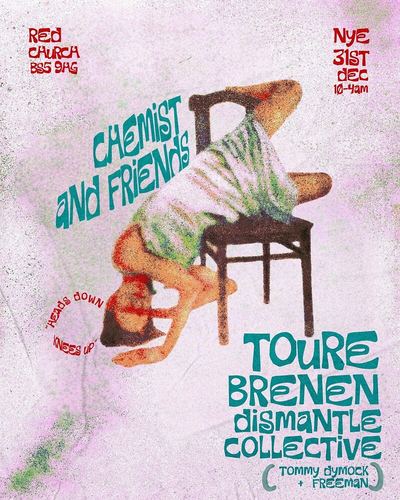 RED
CHURCH
BS5 9HG
NYE
31ST
DEC
10-4am
CHEMIST
AND FRIENDS
"HEADS DOWN
KNEES UP"
TOURE
BRENEN
DISMANTLE
COLLECTIVE
(TOMMY DYMOCK
+ FREEMAN)